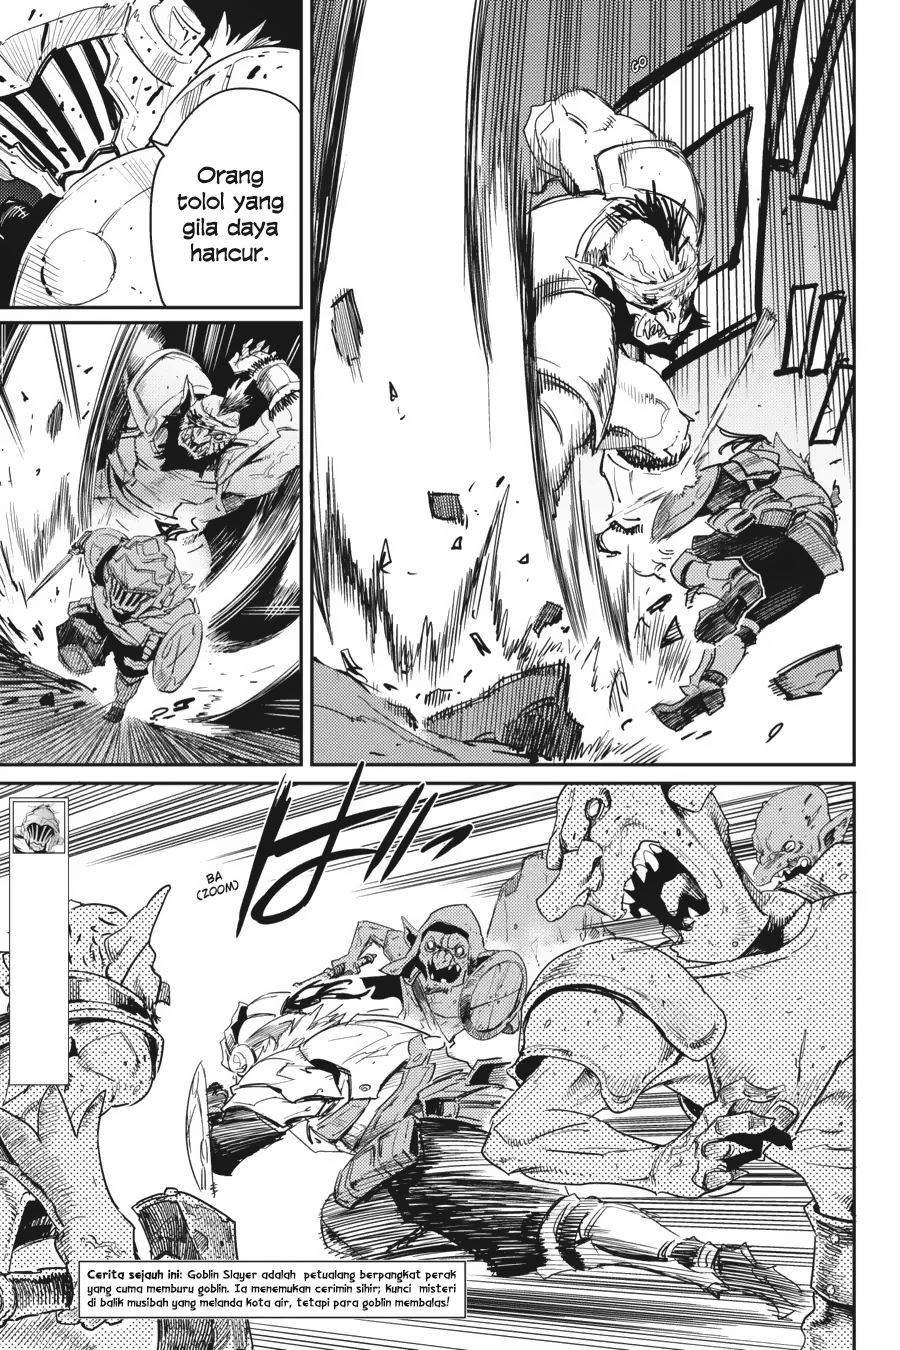 GO
Orang
tolol yang
gila daya
hancur.
BA
(ZOOM)
ばっ
Cerita sejauh ini: Goblin Slayer adalah petualang berpangkat perak
yang cuma memburu goblin. Ia menemukan cerimin sihir; kunci misteri
di balik musibah yang melanda kota air, tetapi para goblin membalas!